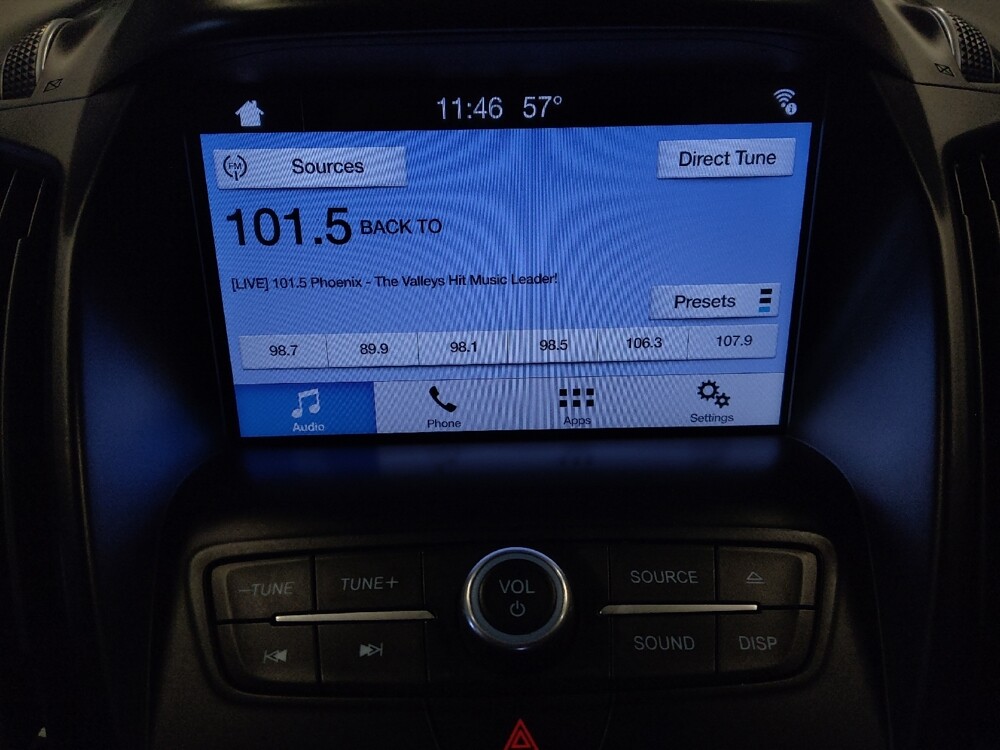 11:46 57°
FM Sources
Direct Tune
101.5 BACK TO
[LIVE] 101.5 Phoenix - The Valleys Hit Music Leader!
Presets
98.7 89.9 98.1 98.5 106.3 107.9
Audio Phone Apps Settings
-TUNE TUNE+ VOL SOURCE
SOUND DISP